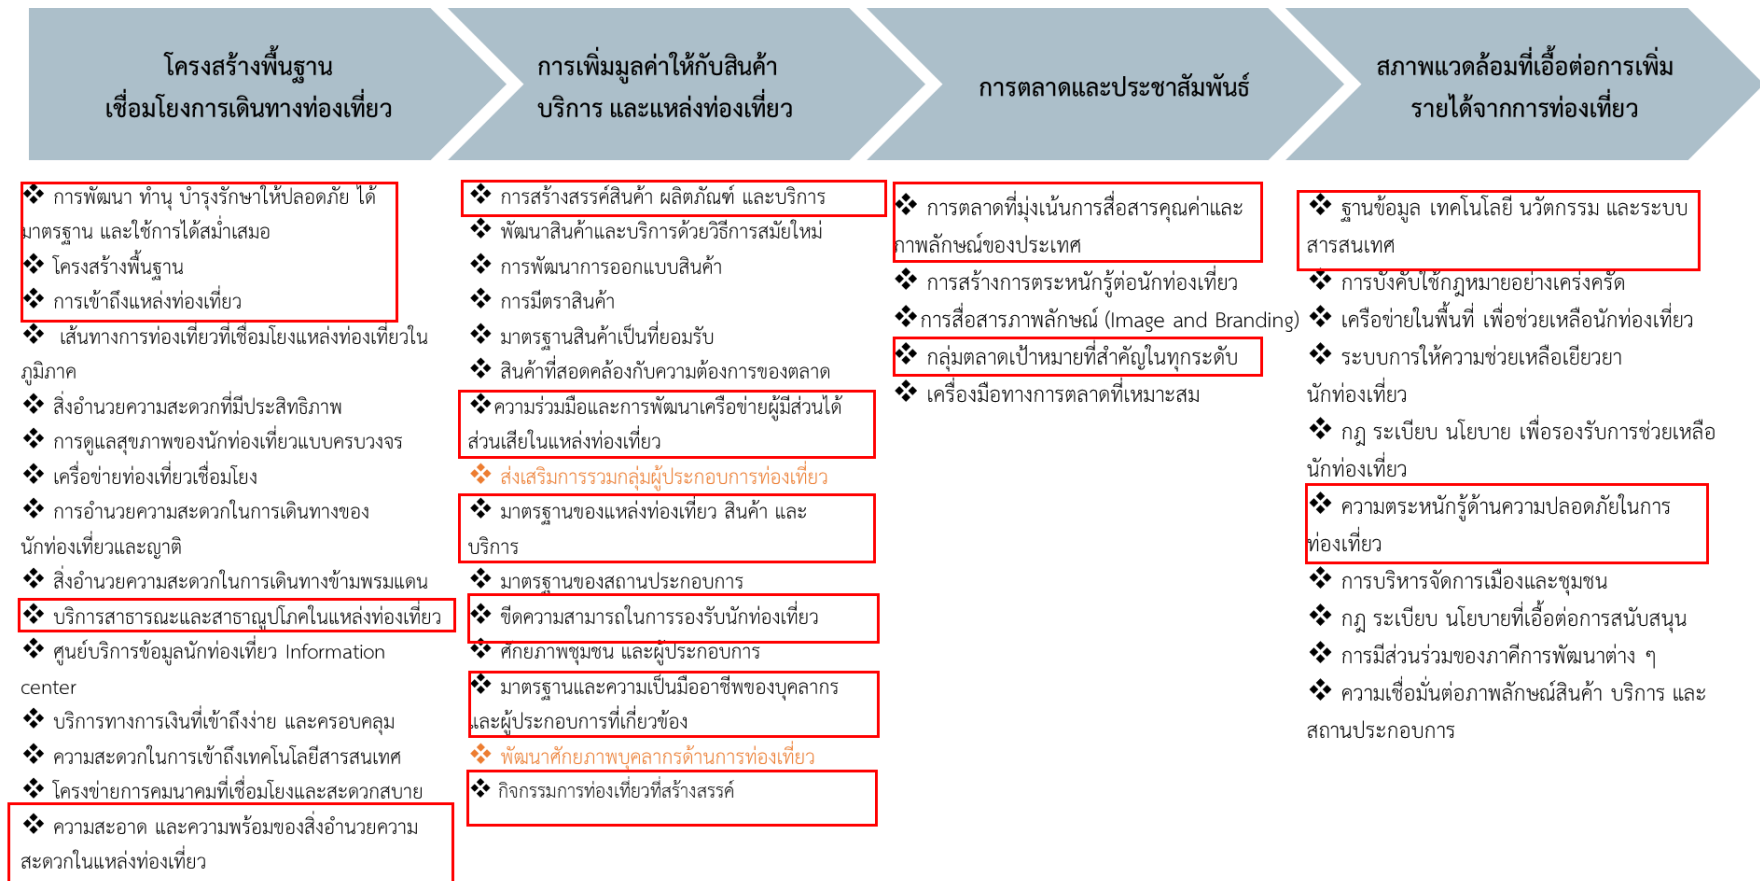 โครงสร้างพื้นฐาน
เชื่อมโยงการเดินทางท่องเที่ยว
❖ การพัฒนา ทำนุ บำรุงรักษาให้ปลอดภัย ได้
มาตรฐาน และใช้การได้สม่ำเสมอ
❖ โครงสร้างพื้นฐาน
❖ การเข้าถึงแหล่งท่องเที่ยว
❖ เส้นทางการท่องเที่ยวที่เชื่อมโยงแหล่งท่องเที่ยวใน
ภูมิภาค
❖ สิ่งอำนวยความสะดวกที่มีประสิทธิภาพ
❖ การดูแลสุขภาพของนักท่องเที่ยวแบบครบวงจร
❖ เครือข่ายท่องเที่ยวเชื่อมโยง
❖ การอำนวยความสะดวกในการเดินทางของ
นักท่องเที่ยวและญาติ
❖ สิ่งอำนวยความสะดวกในการเดินทางข้ามพรมแดน
❖ บริการสาธารณะและสาธาณูปโภคในแหล่งท่องเที่ยว
❖ ศูนย์บริการข้อมูลนักท่องเที่ยว Information
center
❖ บริการทางการเงินที่เข้าถึงง่าย และครอบคลุม
❖ ความสะดวกในการเข้าถึงเทคโนโลยีสารสนเทศ
❖ โครงข่ายการคมนาคมที่เชื่อมโยงและสะดวกสบาย
❖ ความสะอาด และความพร้อมของสิ่งอำนวยความ
สะดวกในแหล่งท่องเที่ยว
การเพิ่มมูลค่าให้กับสินค้า
บริการ และแหล่งท่องเที่ยว
❖ การสร้างสรรค์สินค้า ผลิตภัณฑ์ และบริการ
❖ พัฒนาสินค้าและบริการด้วยวิธีการสมัยใหม่
❖ การพัฒนาการออกแบบสินค้า
❖ การมีตราสินค้า
❖ มาตรฐานสินค้าเป็นที่ยอมรับ
❖ สินค้าที่สอดคล้องกับความต้องการของตลาด
❖ ความร่วมมือและการพัฒนาเครือข่ายผู้มีส่วนได้
ส่วนเสียในแหล่งท่องเที่ยว
❖ ส่งเสริมการรวมกลุ่มผู้ประกอบการท่องเที่ยว
❖ มาตรฐานของแหล่งท่องเที่ยว สินค้า และ
บริการ
❖ มาตรฐานของสถานประกอบการ
❖ ขีดความสามารถในการรองรับนักท่องเที่ยว
❖ ศักยภาพชุมชน และผู้ประกอบการ
❖ มาตรฐานและความเป็นมืออาชีพของบุคลากร
และผู้ประกอบการที่เกี่ยวข้อง
❖ พัฒนาศักยภาพบุคลากรด้านการท่องเที่ยว
❖ กิจกรรมการท่องเที่ยวที่สร้างสรรค์
การตลาดและประชาสัมพันธ์
❖ การตลาดที่มุ่งเน้นการสื่อสารคุณค่าและ
ภาพลักษณ์ของประเทศ
❖ การสร้างการตระหนักรู้ต่อนักท่องเที่ยว
❖ การสื่อสารภาพลักษณ์ (Image and Branding)
❖ กลุ่มตลาดเป้าหมายที่สำคัญในทุกระดับ
❖ เครื่องมือทางการตลาดที่เหมาะสม
สภาพแวดล้อมที่เอื้อต่อการเพิ่ม
รายได้จากการท่องเที่ยว
❖ ฐานข้อมูล เทคโนโลยี นวัตกรรม และระบบ
สารสนเทศ
❖ การบังคับใช้กฎหมายอย่างเคร่งครัด
❖ เครือข่ายในพื้นที่ เพื่อช่วยเหลือนักท่องเที่ยว
❖ ระบบการให้ความช่วยเหลือเยียวยา
นักท่องเที่ยว
❖ กฎ ระเบียบ นโยบาย เพื่อรองรับการช่วยเหลือ
นักท่องเที่ยว
❖ ความตระหนักรู้ด้านความปลอดภัยในการ
ท่องเที่ยว
❖ การบริหารจัดการเมืองและชุมชน
❖ กฎ ระเบียบ นโยบายที่เอื้อต่อการสนับสนุน
❖ การมีส่วนร่วมของภาคีการพัฒนาต่าง ๆ
❖ ความเชื่อมั่นต่อภาพลักษณ์สินค้า บริการ และ
สถานประกอบการ